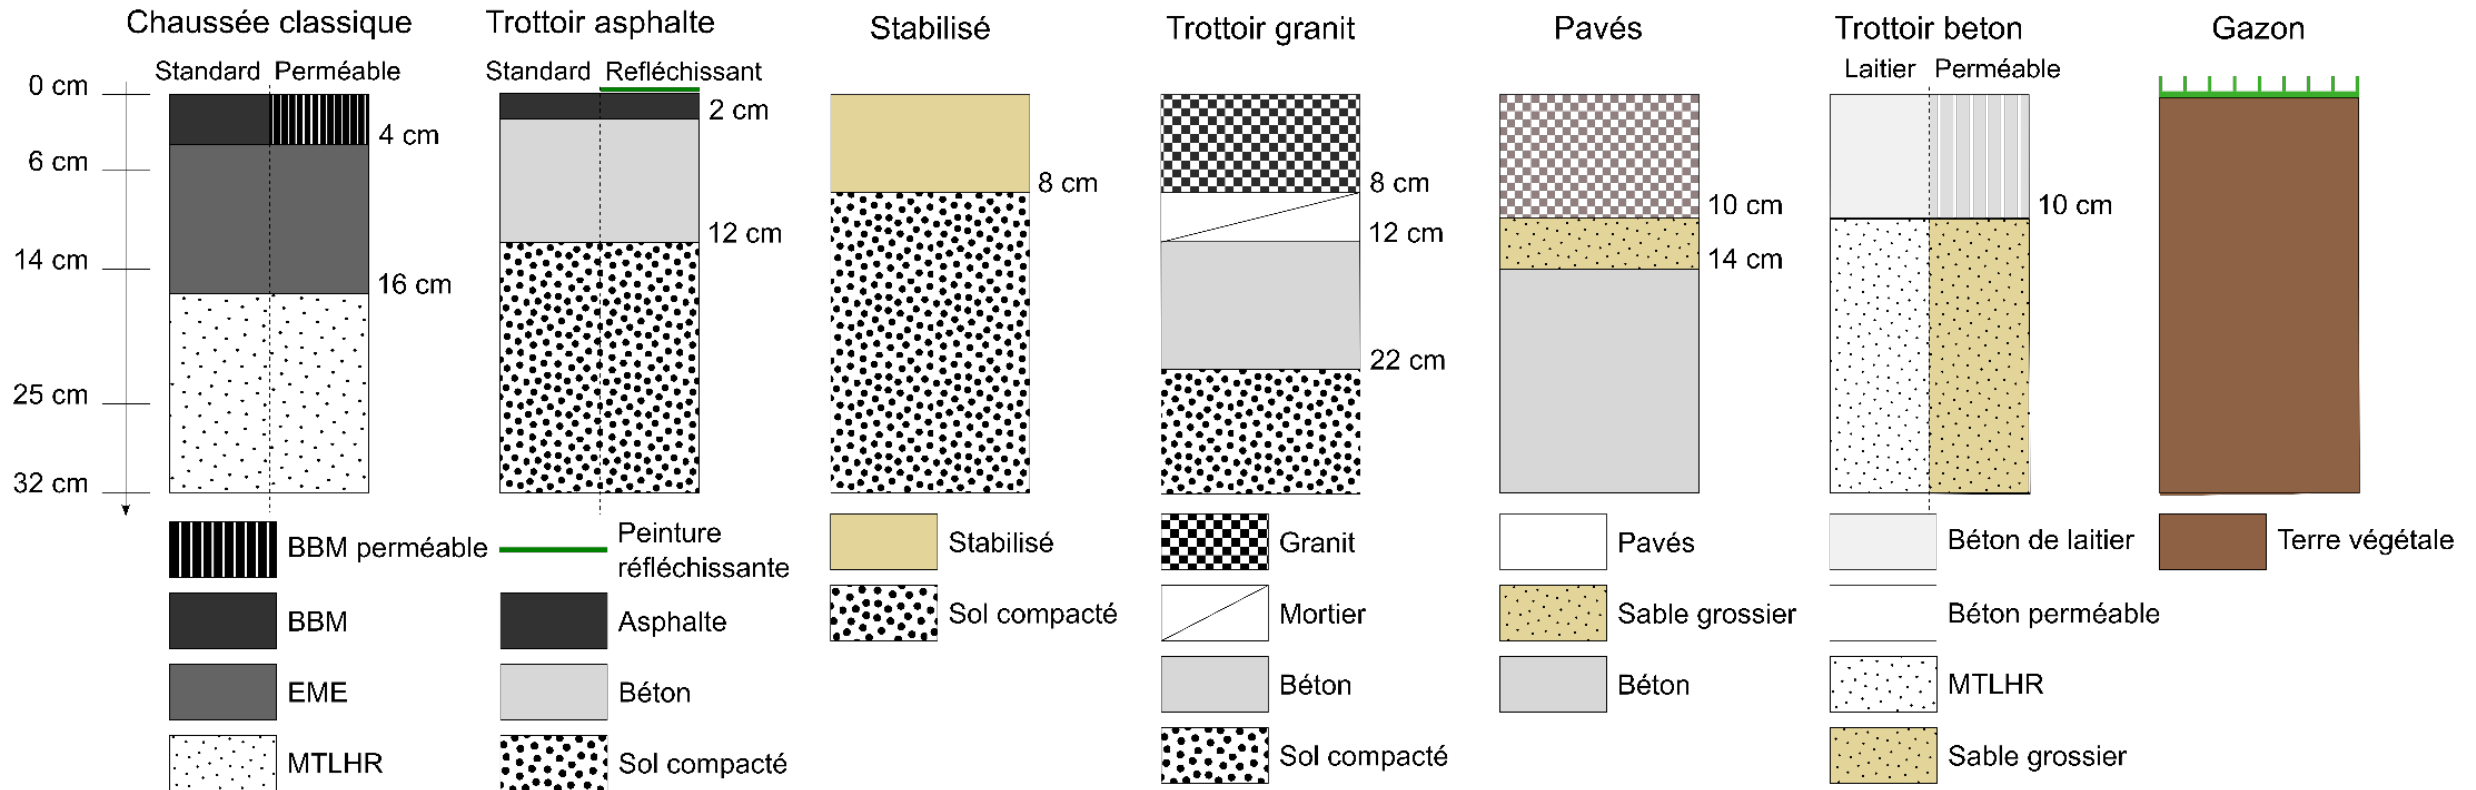 Chaussée classique
Trottoir asphalte
Stabilisé
Trottoir granit
Pavés
Trottoir beton
Gazon
Standard
Perméable
Standard
Refléchissant
Laitier
Perméable
0 cm
6 cm
14 cm
25 cm
32 cm
4 cm
16 cm
2 cm
12 cm
8 cm
8 cm
12 cm
22 cm
10 cm
14 cm
10 cm
BBM perméable
BBM
EME
MTLHR
Peinture
réfléchissante
Asphalte
Béton
Sol compacté
Stabilisé
Sol compacté
Granit
Mortier
Béton
Sol compacté
Pavés
Sable grossier
Béton
Béton de laitier
Béton perméable
MTLHR
Sable grossier
Terre végétale